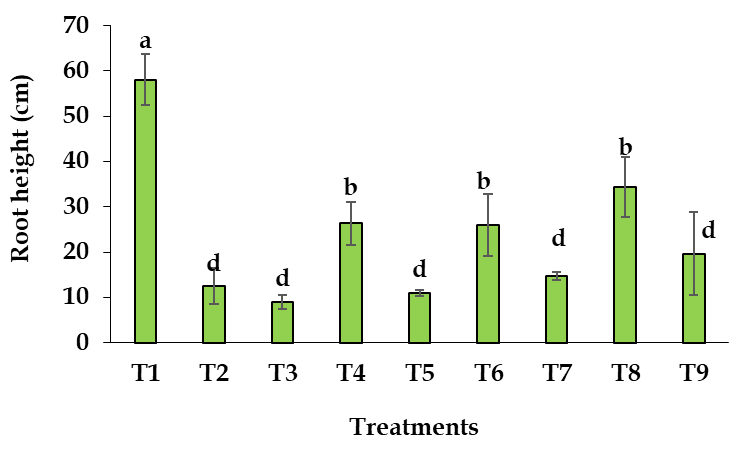 Root height (cm)
70
60
50
40
30
20
10
0
a
d
d
b
d
b
d
b
d
T1 T2 T3 T4 T5 T6 T7 T8 T9
Treatments